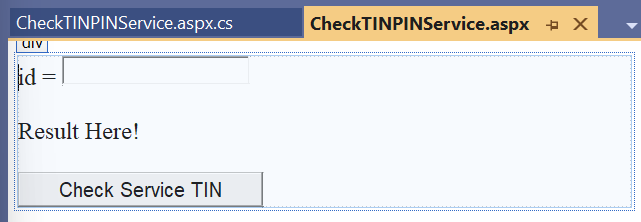 CheckTINPINService.aspx.cs CheckTINPINService.aspx
div
id =
Result Here!
Check Service TIN